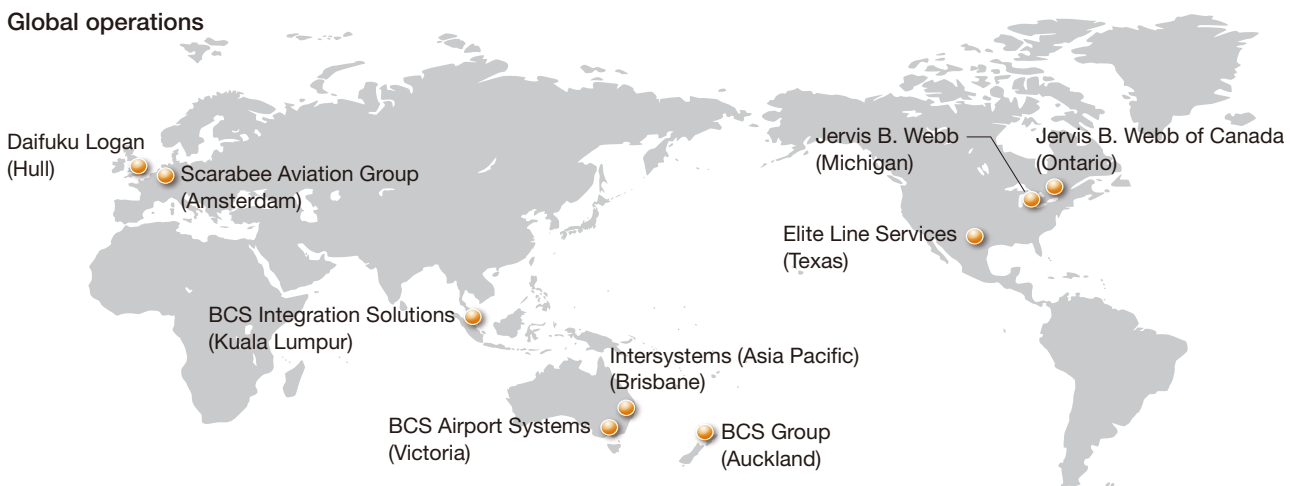 Global operations
Daifuku Logan
(Hull)
Scarabee Aviation Group
(Amsterdam)
Jervis B. Webb
(Michigan)
Jervis B. Webb of Canada
(Ontario)
Elite Line Services
(Texas)
BCS Integration Solutions
(Kuala Lumpur)
Intersystems (Asia Pacific)
(Brisbane)
BCS Airport Systems
(Victoria)
BCS Group
(Auckland)